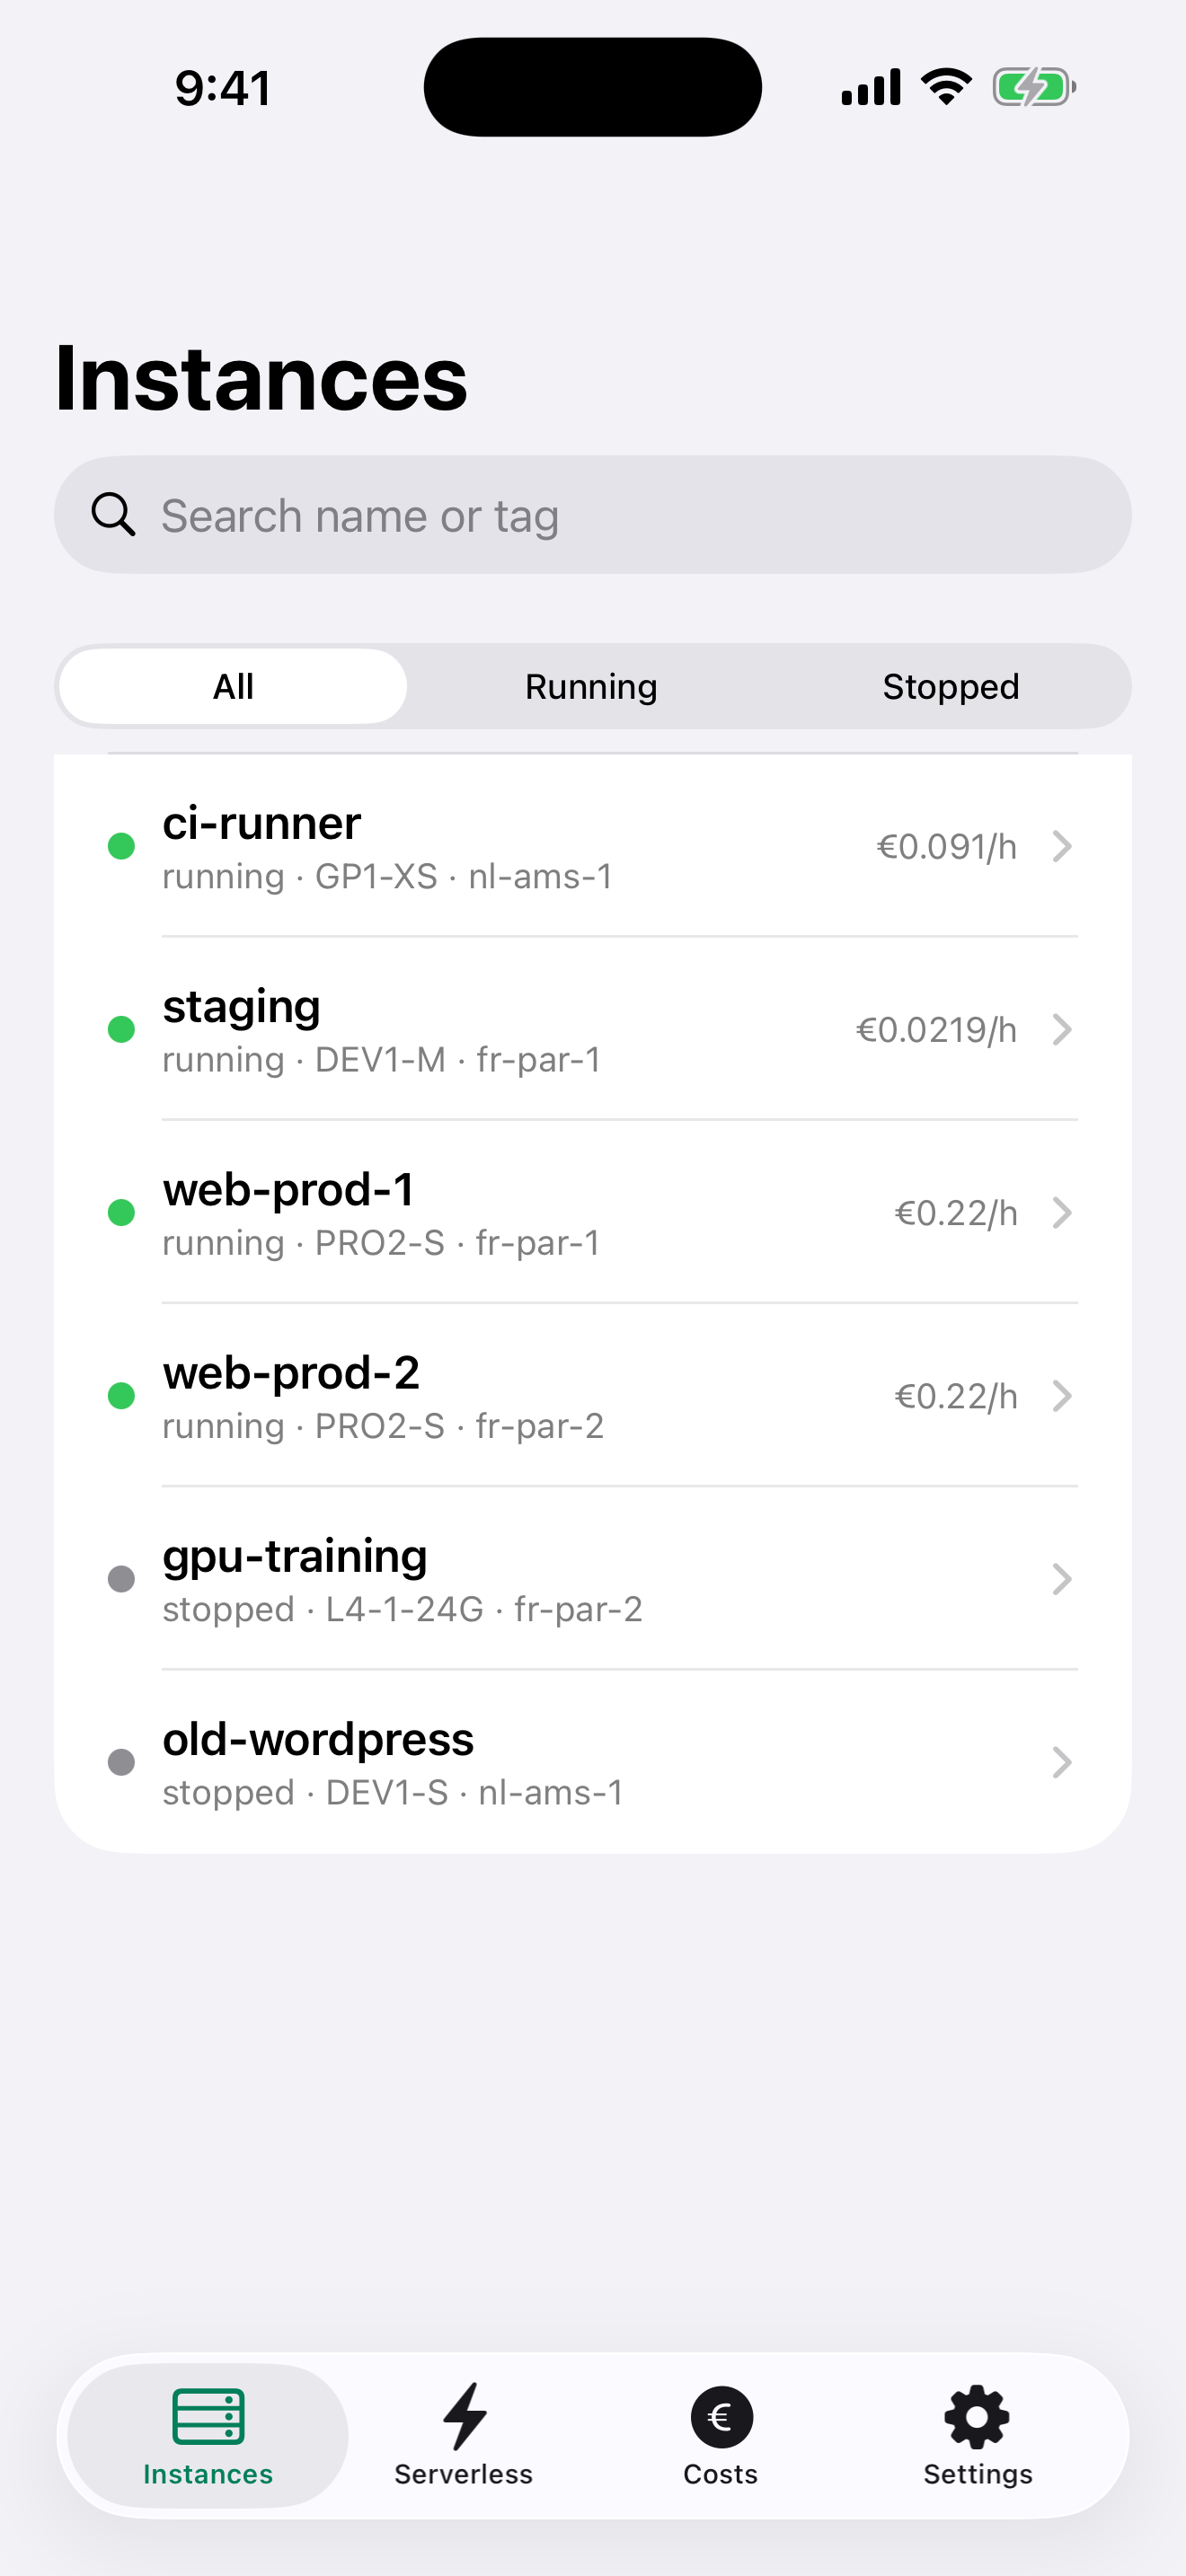 9:41
Instances
Search name or tag
All Running Stopped
ci-runner
running · GP1-XS · nl-ams-1
€0.091/h
staging
running · DEV1-M · fr-par-1
€0.0219/h
web-prod-1
running · PRO2-S · fr-par-1
€0.22/h
web-prod-2
running · PRO2-S · fr-par-2
€0.22/h
gpu-training
stopped · L4-1-24G · fr-par-2
old-wordpress
stopped · DEV1-S · nl-ams-1
€
Instances Serverless Costs Settings